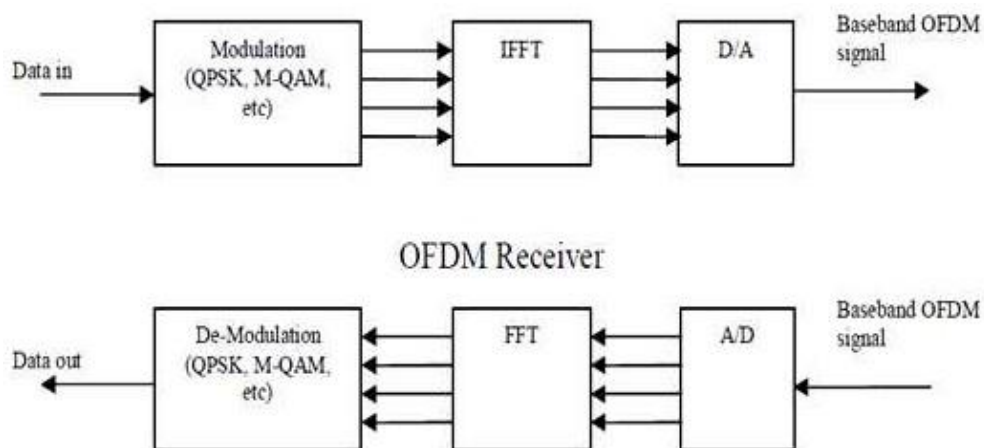 Data in
Modulation
(QPSK, M-QAM,
etc)
IFFT
D/A
Baseband OFDM
signal
OFDM Receiver
Data out
De-Modulation
(QPSK, M-QAM,
etc)
FFT
A/D
Baseband OFDM
signal